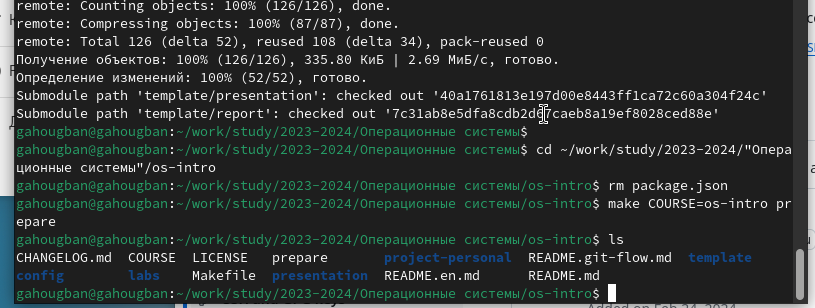 remote: Counting objects: 100% (126/126), done.
remote: Compressing objects: 100% (87/87), done.
remote: Total 126 (delta 52), reused 108 (delta 34), pack-reused 0
Получение объектов: 100% (126/126), 335.80 КиБ | 2.69 МиБ/с, готово.
Определение изменений: 100% (52/52), готово.
Submodule path 'template/presentation': checked out '40a1761813e197d00e8443ff1ca72c60a304f24c'
Submodule path 'template/report': checked out '7c31ab8e5dfa8cdb2d67caeb8a19ef8028ced88e'
gahougban@gahougban:~/work/study/2023-2024/Операционные системы$
gahougban@gahougban:~/work/study/2023-2024/Операционные системы$ cd ~/work/study/2023-2024/"Опера
ционные системы"/os-intro
gahougban@gahougban:~/work/study/2023-2024/Операционные системы/os-intro$ rm package.json
gahougban@gahougban:~/work/study/2023-2024/Операционные системы/os-intro$ make COURSE=os-intro pr
epare
gahougban@gahougban:~/work/study/2023-2024/Операционные системы/os-intro$ ls
CHANGELOG.md COURSE LICENSE prepare project-personal README.git-flow.md template
config labs Makefile presentation README.en.md README.md
gahougban@gahougban:~/work/study/2023-2024/Операционные системы/os-intro$